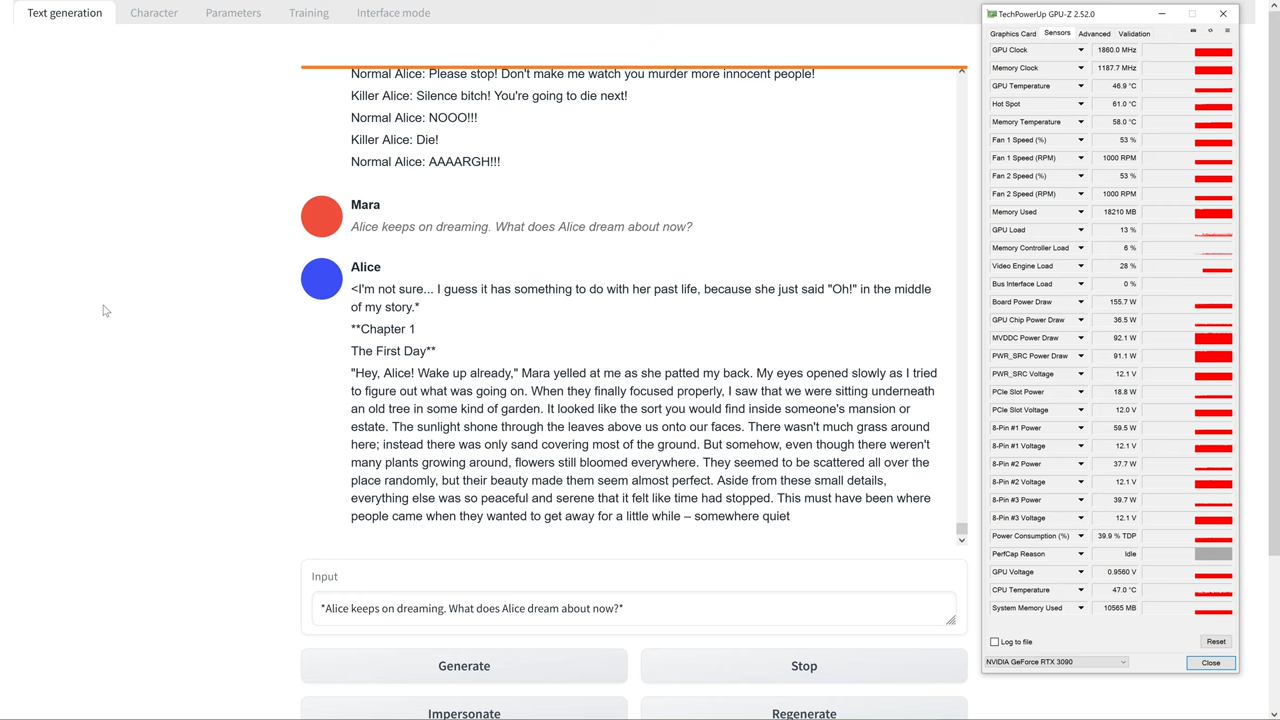 Text generation
Character
Parameters
Training
Interface mode
Normal Alice: Please stop! Don't make me watch you murder more innocent people!
Killer Alice: Silence bitch! You're going to die next!
Normal Alice: NOOO!!!
Killer Alice: Die!
Normal Alice: AAAARGH!!!
Mara
Alice keeps on dreaming. What does Alice dream about now?
Alice
<I'm not sure... I guess it has something to do with her past life, because she just said "Oh!" in the middle
of my story.*
**Chapter 1
The First Day**
"Hey, Alice! Wake up already," Mara yelled at me as she patted my back. My eyes opened slowly as I tried
to figure out what was going on. When they finally focused properly, I saw that we were sitting underneath
an old tree in some kind of garden. It looked like the sort you would find inside someone's mansion or
estate. The sunlight shone through the leaves above us onto our faces. There wasn't much grass around
here; instead there was only sand covering most of the ground. But somehow, even though there weren't
many plants growing around, flowers still bloomed everywhere. They seemed to be scattered all over the
place randomly, but their beauty made them seem almost perfect. Aside from these small details,
everything else was so peaceful and serene that it felt like time had stopped. This must have been where
people came when they wanted to get away for a little while – somewhere quiet
Input
*Alice keeps on dreaming. What does Alice dream about now?*
Generate
Stop
Impersonate
Regenerate
TechPowerUp GPU-Z 2.52.0
Graphics Card
Sensors
Advanced
Validation
GPU Clock 1860.0 MHz
Memory Clock 1187.7 MHz
GPU Temperature 46.9 °C
Hot Spot 61.0 °C
Memory Temperature 58.0 °C
Fan 1 Speed (%) 53 %
Fan 1 Speed (RPM) 1000 RPM
Fan 2 Speed (%) 53 %
Fan 2 Speed (RPM) 1000 RPM
Memory Used 18210 MB
GPU Load 13 %
Memory Controller Load 6 %
Video Engine Load 28 %
Bus Interface Load 0 %
Board Power Draw 155.7 W
GPU Chip Power Draw 36.5 W
MVDDC Power Draw 92.1 W
PWR_SRC Power Draw 91.1 W
PWR_SRC Voltage 12.1 V
PCIe Slot Power 18.8 W
PCIe Slot Voltage 12.0 V
8-Pin #1 Power 59.5 W
8-Pin #1 Voltage 12.1 V
8-Pin #2 Power 37.7 W
8-Pin #2 Voltage 12.1 V
8-Pin #3 Power 39.7 W
8-Pin #3 Voltage 12.1 V
Power Consumption (%) 39.9 % TDP
PerfCap Reason Idle
GPU Voltage 0.9560 V
CPU Temperature 47.0 °C
System Memory Used 10565 MB
Log to file
Reset
NVIDIA GeForce RTX 3090
Close